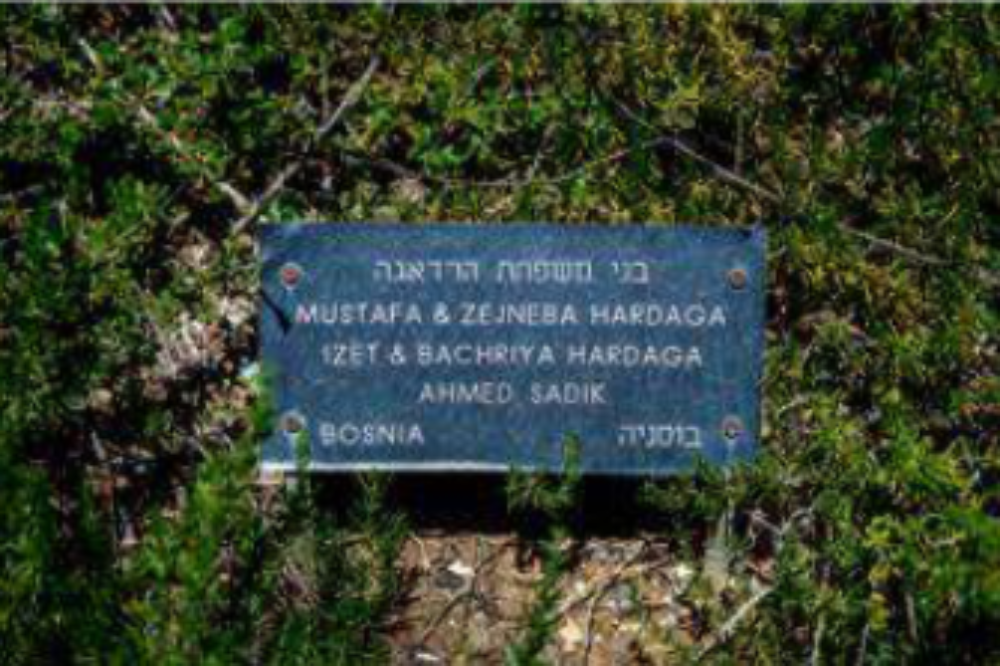 בני משפחת הרדאגה
MUSTAFA & ZEJNEBA HARDAGA
IZET & BACHRIYA HARDAGA
AHMED SADIK
BOSNIA בוסניה